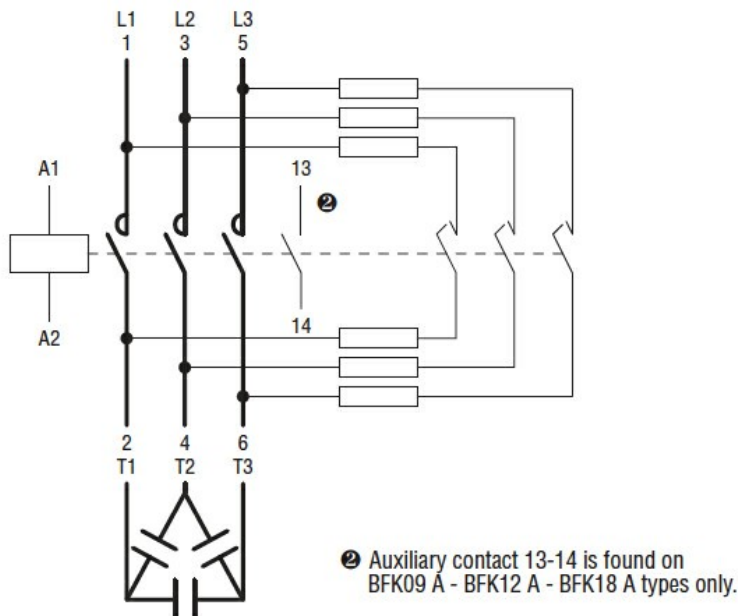 L1 L2 L3
1 3 5
A1
13
❷
14
A2
2 4 6
T1 T2 T3
❷ Auxiliary contact 13-14 is found on
BFK09 A - BFK12 A - BFK18 A types only.